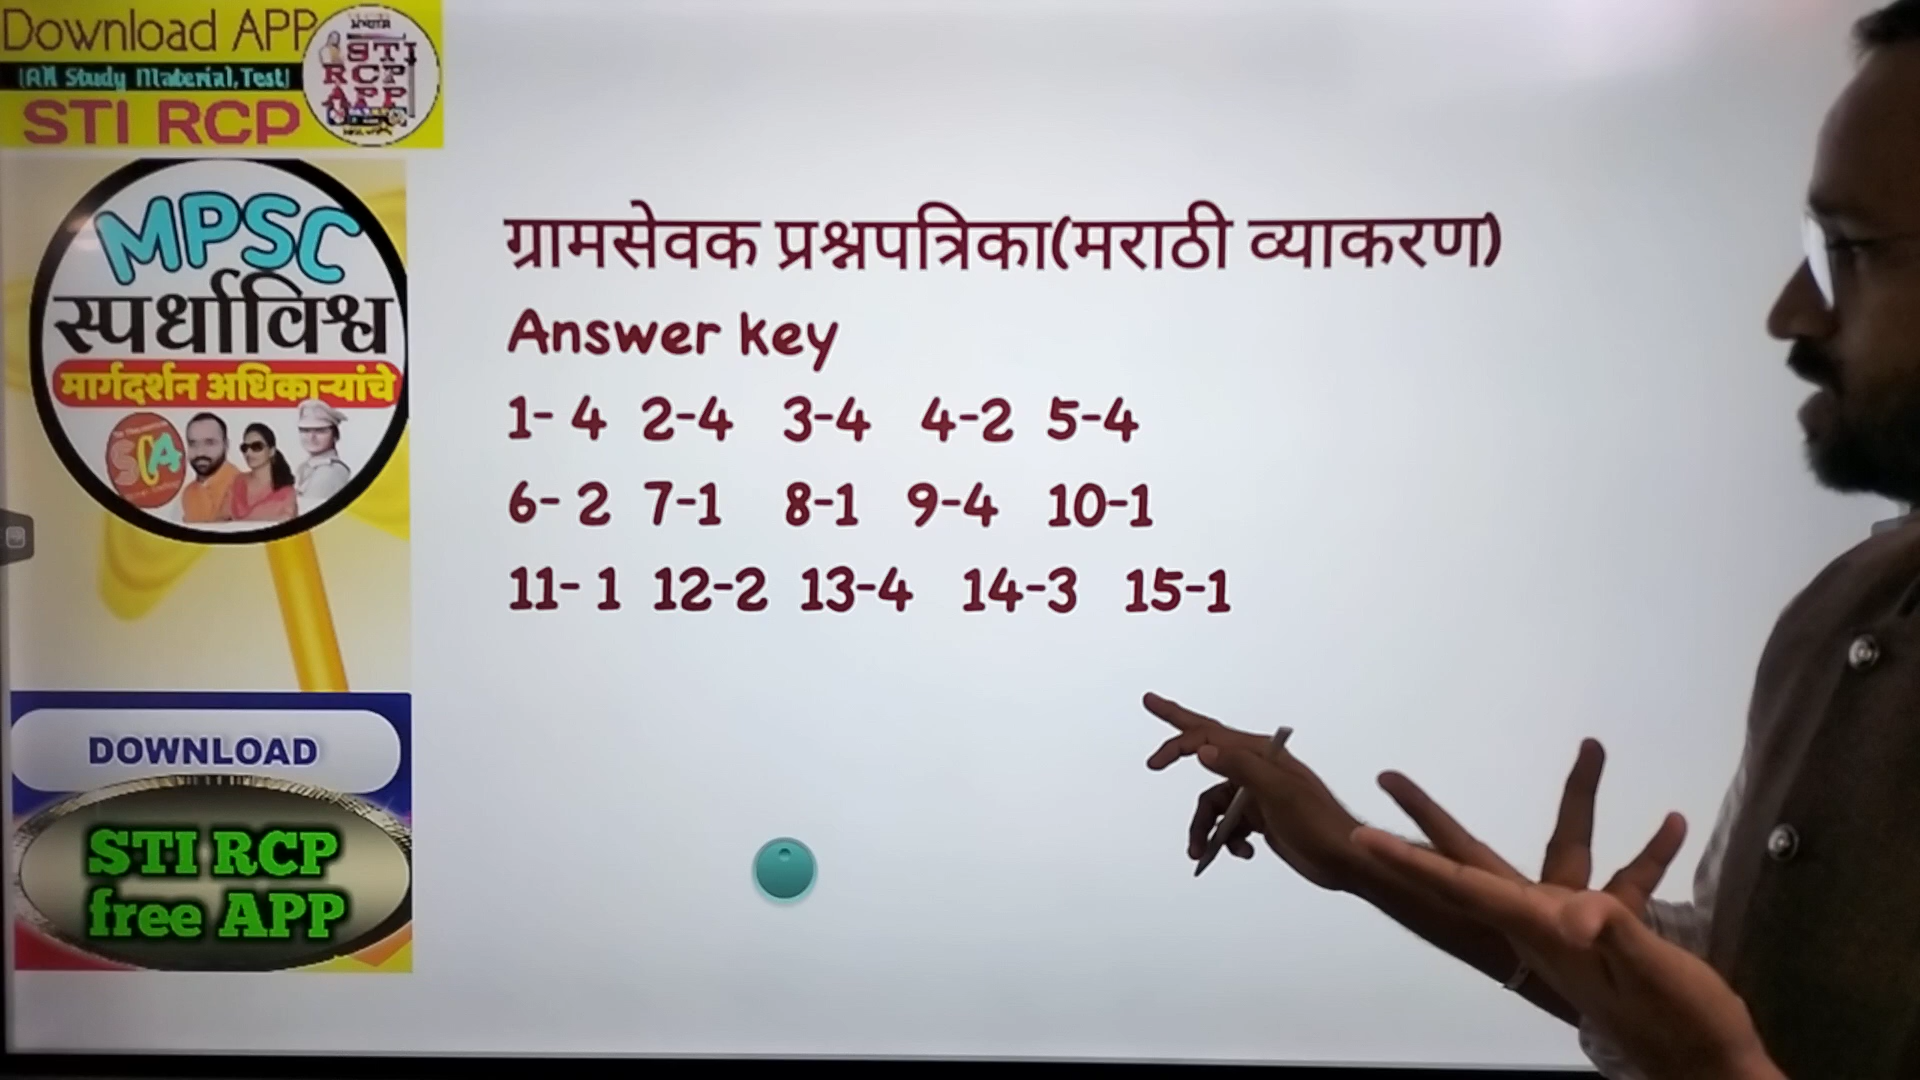 Download APP
(All Study Material,Test)
STI RCP
STI
RCP
APP
MPSC
स्पर्धाविश्व
मार्गदर्शन अधिकाऱ्यांचे
SCA
DOWNLOAD
STI RCP
free APP
ग्रामसेवक प्रश्नपत्रिका(मराठी व्याकरण)
Answer key
1- 4 2-4 3-4 4-2 5-4
6- 2 7-1 8-1 9-4 10-1
11- 1 12-2 13-4 14-3 15-1